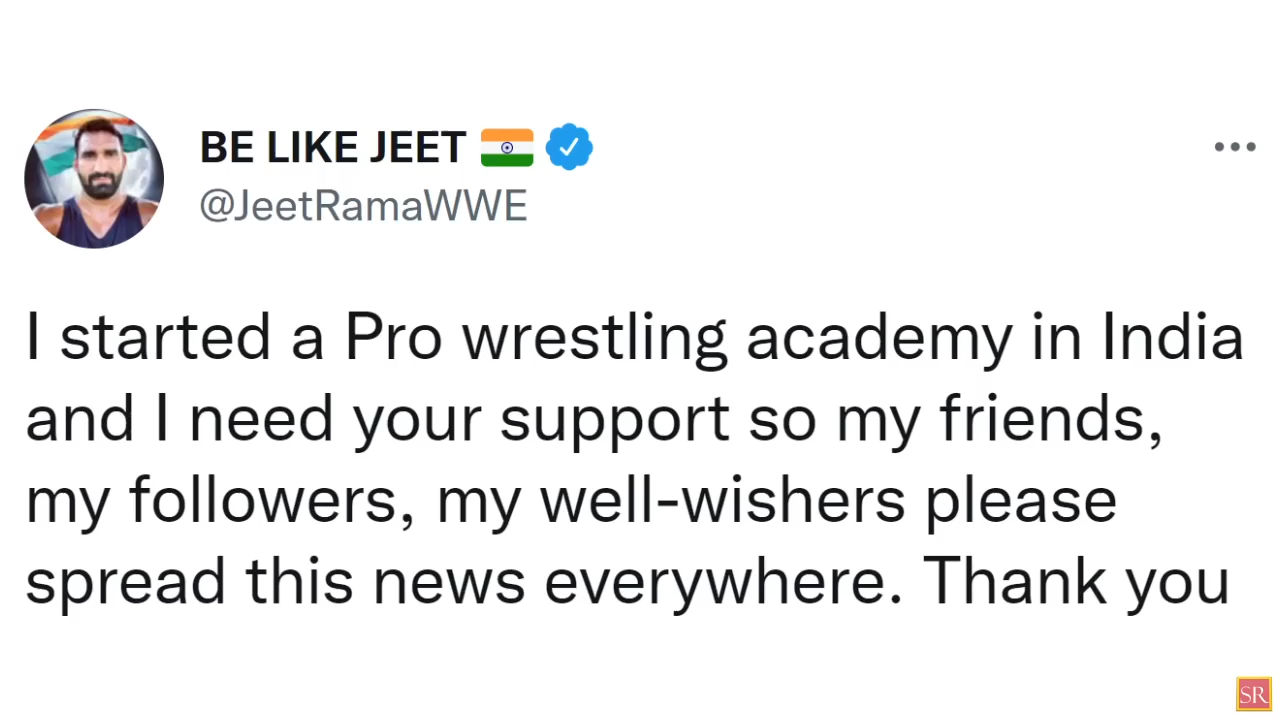 BE LIKE JEET
@JeetRamaWWE
I started a Pro wrestling academy in India
and I need your support so my friends,
my followers, my well-wishers please
spread this news everywhere. Thank you
SR